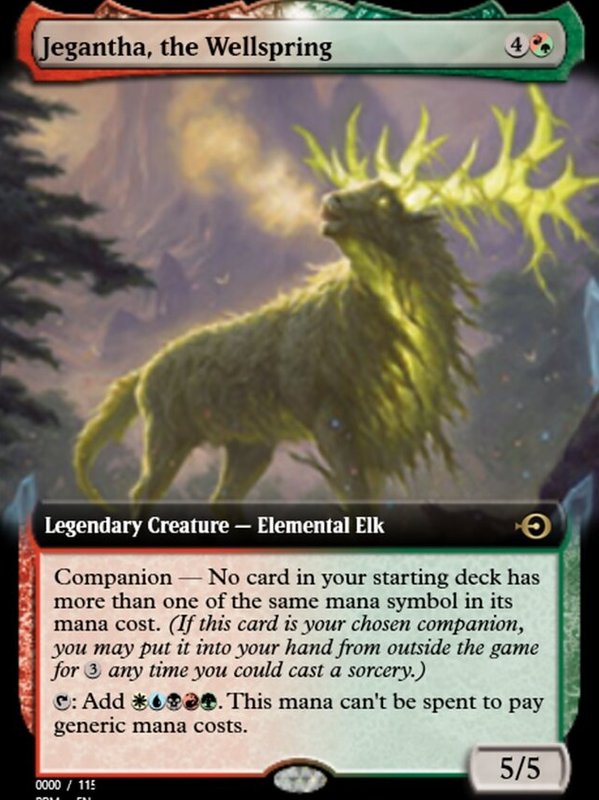 Jegantha, the Wellspring 4
Legendary Creature — Elemental Elk
Companion — No card in your starting deck has
more than one of the same mana symbol in its
mana cost. (If this card is your chosen companion,
you may put it into your hand from outside the game
for 3 any time you could cast a sorcery.)
: Add . This mana can't be spent to pay
generic mana costs.
5/5
0000 / 115